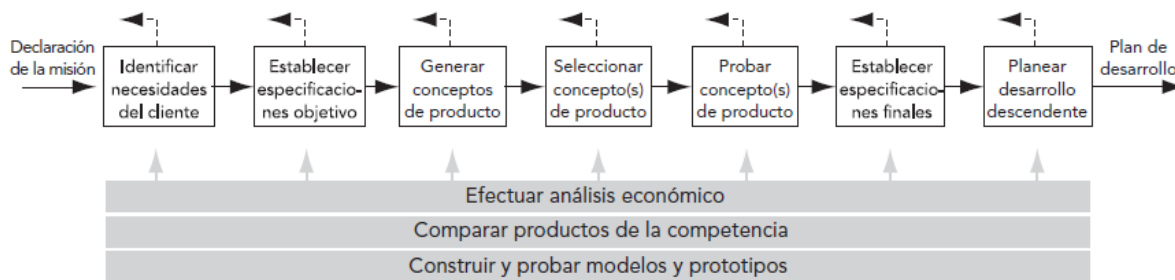 Declaración
de la misión
Identificar
necesidades
del cliente
Establecer
especificacio-
nes objetivo
Generar
conceptos
de producto
Seleccionar
concepto(s)
de producto
Probar
concepto(s)
de producto
Establecer
especificacio-
nes finales
Planear
desarrollo
descendente
Plan de
desarrollo
Efectuar análisis económico
Comparar productos de la competencia
Construir y probar modelos y prototipos